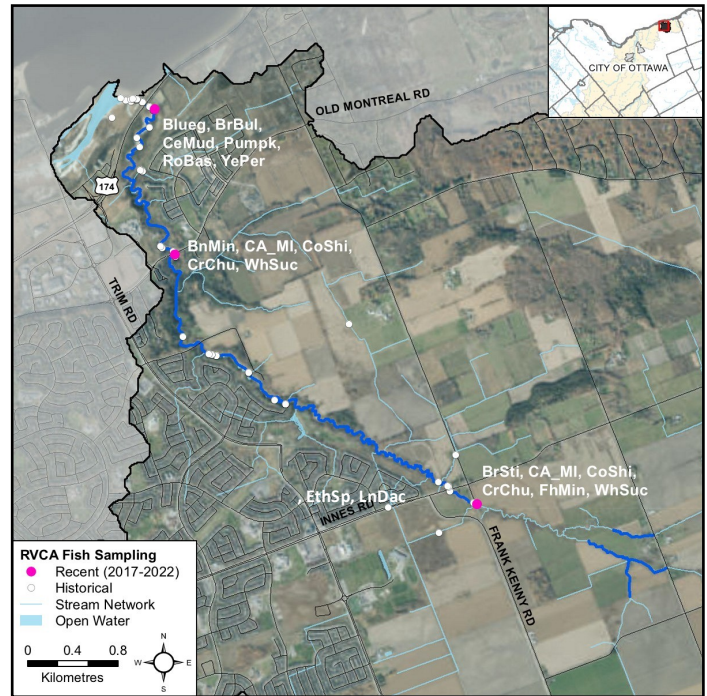 CITY OF OTTAWA
OLD MONTREAL RD
Blueg, BrBul,
CeMud, Pumpk,
RoBas, YePer
174
BnMin, CA_MI, CoShi,
CrChu, WhSuc
TRIM RD
BrSti, CA_MI, CoShi,
CrChu, FhMin, WhSuc
, EthSp, LnDac
INNES RD
FRANK KENNY RD
RVCA Fish Sampling
Recent (2017-2022)
Historical
Stream Network
Open Water
0 0.4 0.8
Kilometres
N
W E
S